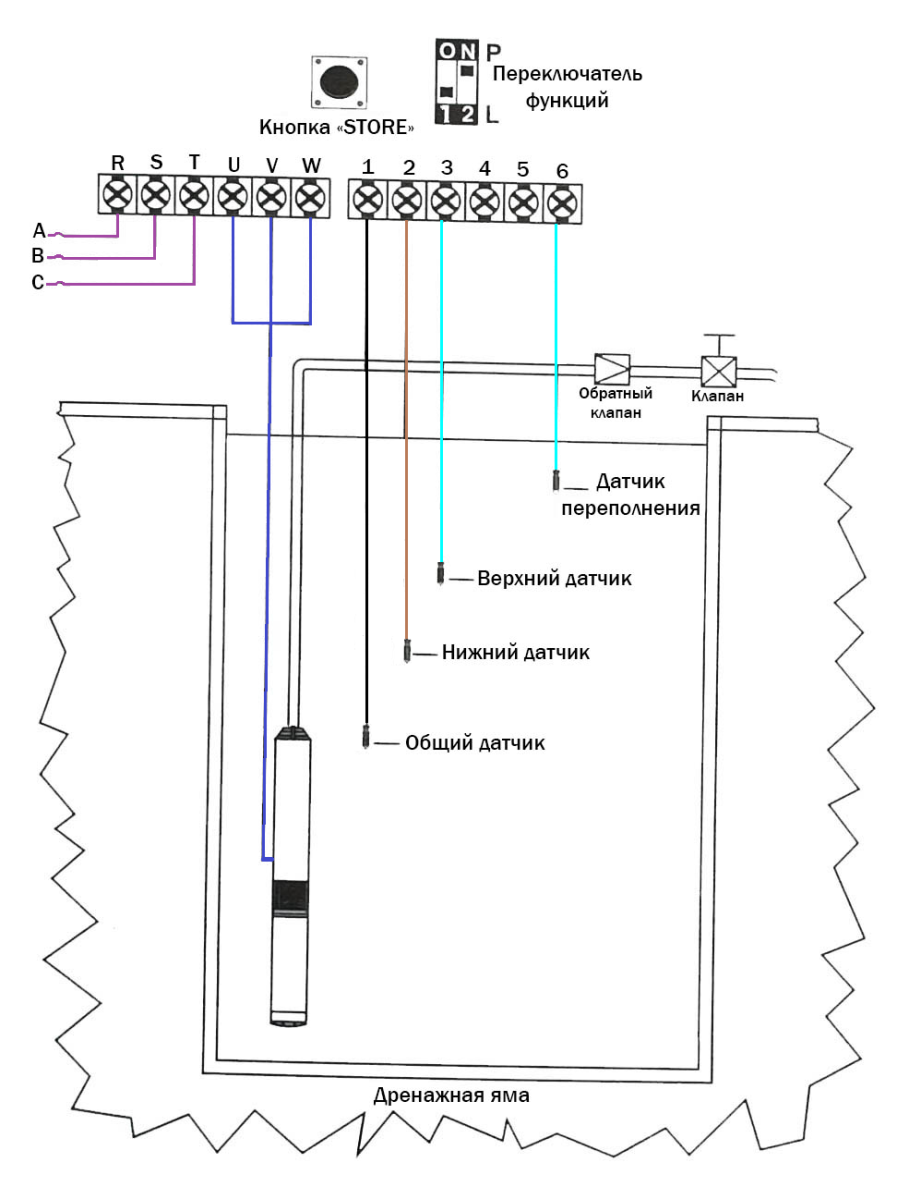 ON P
Переключатель
функций
1 2 L
Кнопка «STORE»
R S T U V W 1 2 3 4 5 6
A
B
C
Обратный
клапан
Клапан
Датчик
переполнения
Верхний датчик
Нижний датчик
Общий датчик
Дренажная яма